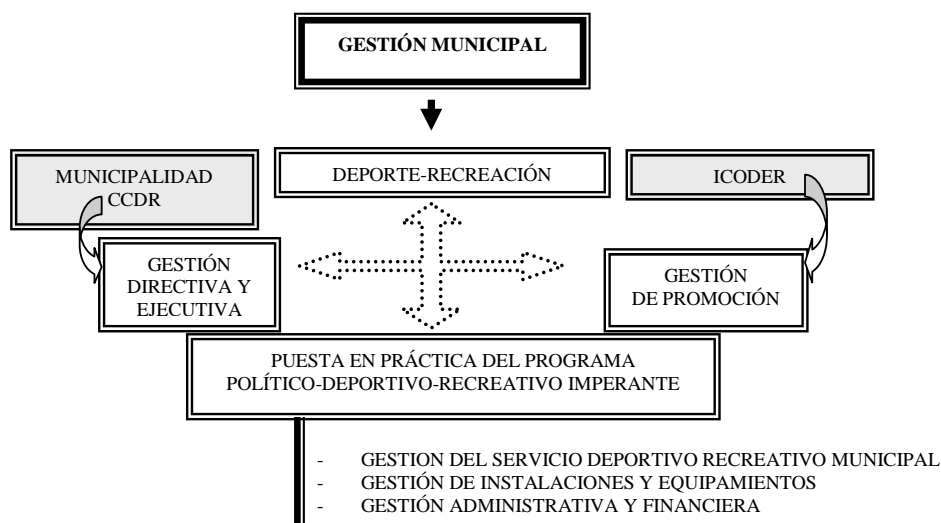 GESTIÓN MUNICIPAL
MUNICIPALIDAD
CCDR
DEPORTE-RECREACIÓN
ICODER
GESTIÓN
DIRECTIVA Y
EJECUTIVA
GESTIÓN
DE PROMOCIÓN
PUESTA EN PRÁCTICA DEL PROGRAMA
POLÍTICO-DEPORTIVO-RECREATIVO IMPERANTE
- GESTION DEL SERVICIO DEPORTIVO RECREATIVO MUNICIPAL
- GESTIÓN DE INSTALACIONES Y EQUIPAMIENTOS
- GESTIÓN ADMINISTRATIVA Y FINANCIERA